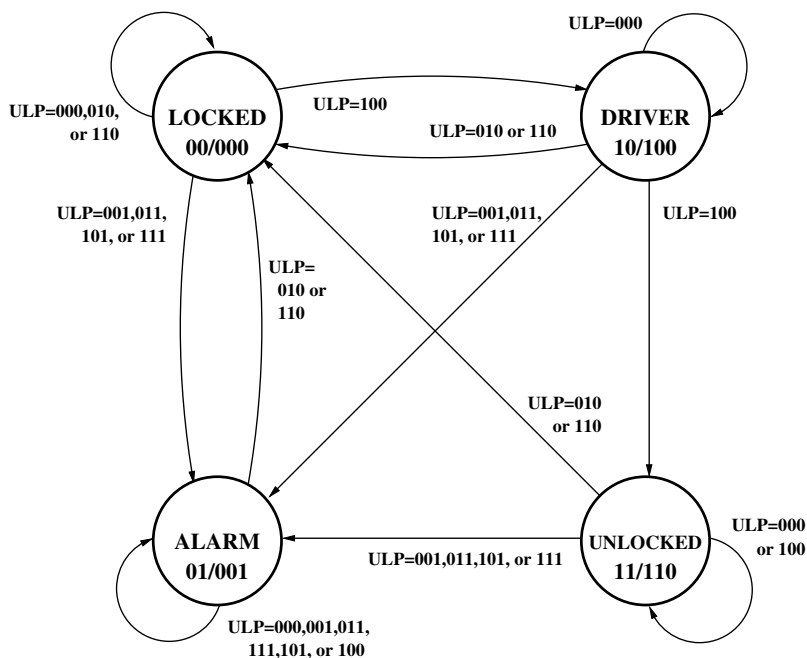 ULP=000
ULP=000,010,
or 110
LOCKED
00/000
ULP=100
ULP=010 or 110
DRIVER
10/100
ULP=001,011,
101, or 111
ULP=
010 or
110
ULP=001,011,
101, or 111
ULP=100
ULP=010
or 110
ALARM
01/001
ULP=001,011,101, or 111
UNLOCKED
11/110
ULP=000
or 100
ULP=000,001,011,
111,101, or 100